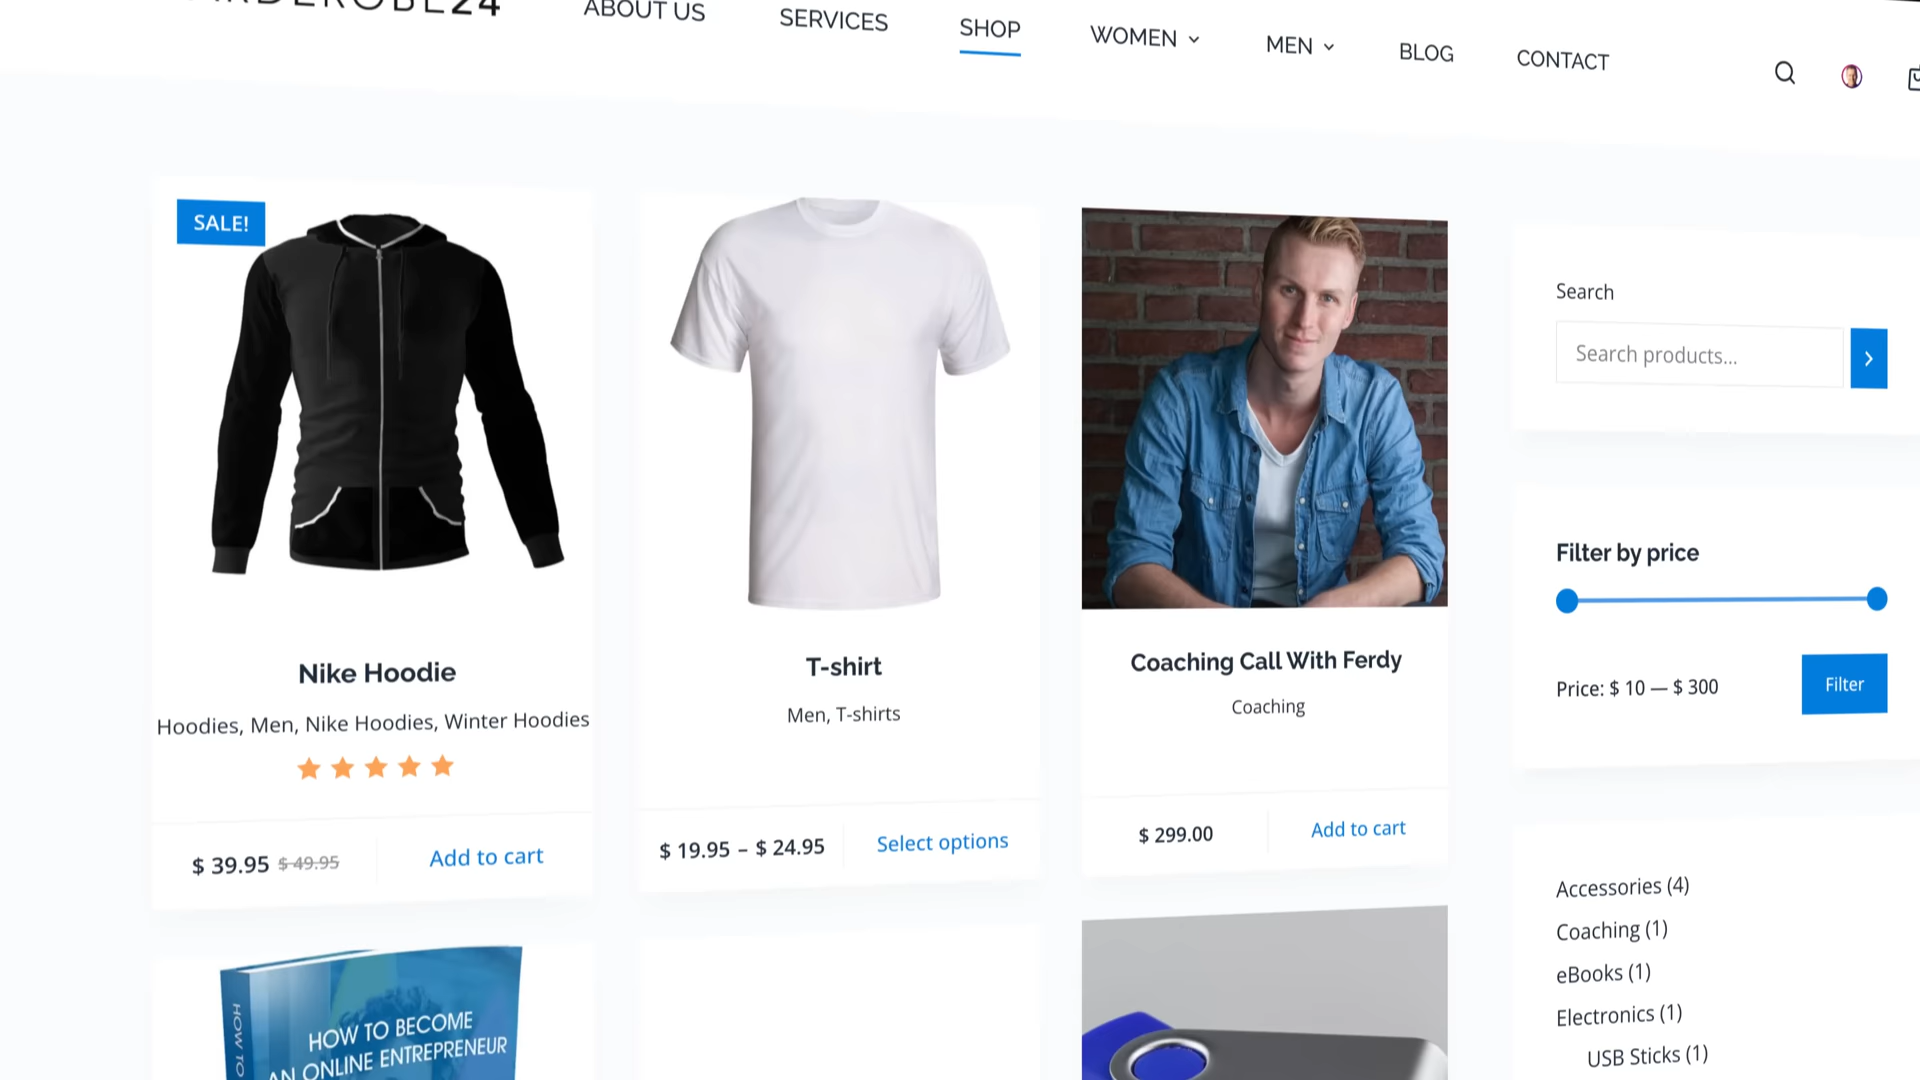 ABOUT US
SERVICES
SHOP
WOMEN
MEN
BLOG
CONTACT
SALE!
Nike Hoodie
Hoodies, Men, Nike Hoodies, Winter Hoodies
$ 39.95 $ 49.95
Add to cart
T-shirt
Men, T-shirts
$ 19.95 – $ 24.95
Select options
Coaching Call With Ferdy
Coaching
$ 299.00
Add to cart
Search
Search products...
Filter by price
Price: $ 10 — $ 300
Filter
Accessories (4)
Coaching (1)
eBooks (1)
Electronics (1)
USB Sticks (1)
HOW TO
HOW TO BECOME
AN ONLINE ENTREPRENEUR